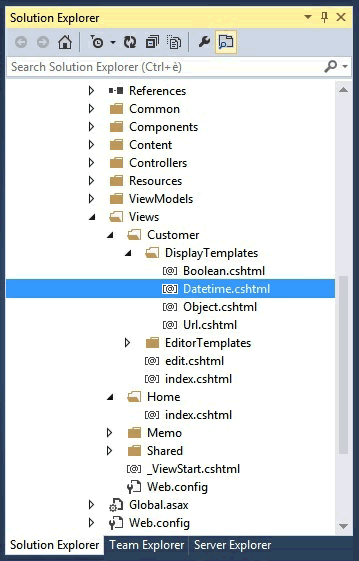 Solution Explorer
Search Solution Explorer (Ctrl+è)
References
Common
Components
Content
Controllers
Resources
ViewModels
Views
Customer
DisplayTemplates
[@] Boolean.cshtml
[@] Datetime.cshtml
[@] Object.cshtml
[@] Url.cshtml
EditorTemplates
[@] edit.cshtml
[@] index.cshtml
Home
[@] index.cshtml
Memo
Shared
[@] _ViewStart.cshtml
Web.config
Global.asax
Web.config
Solution Explorer Team Explorer Server Explorer